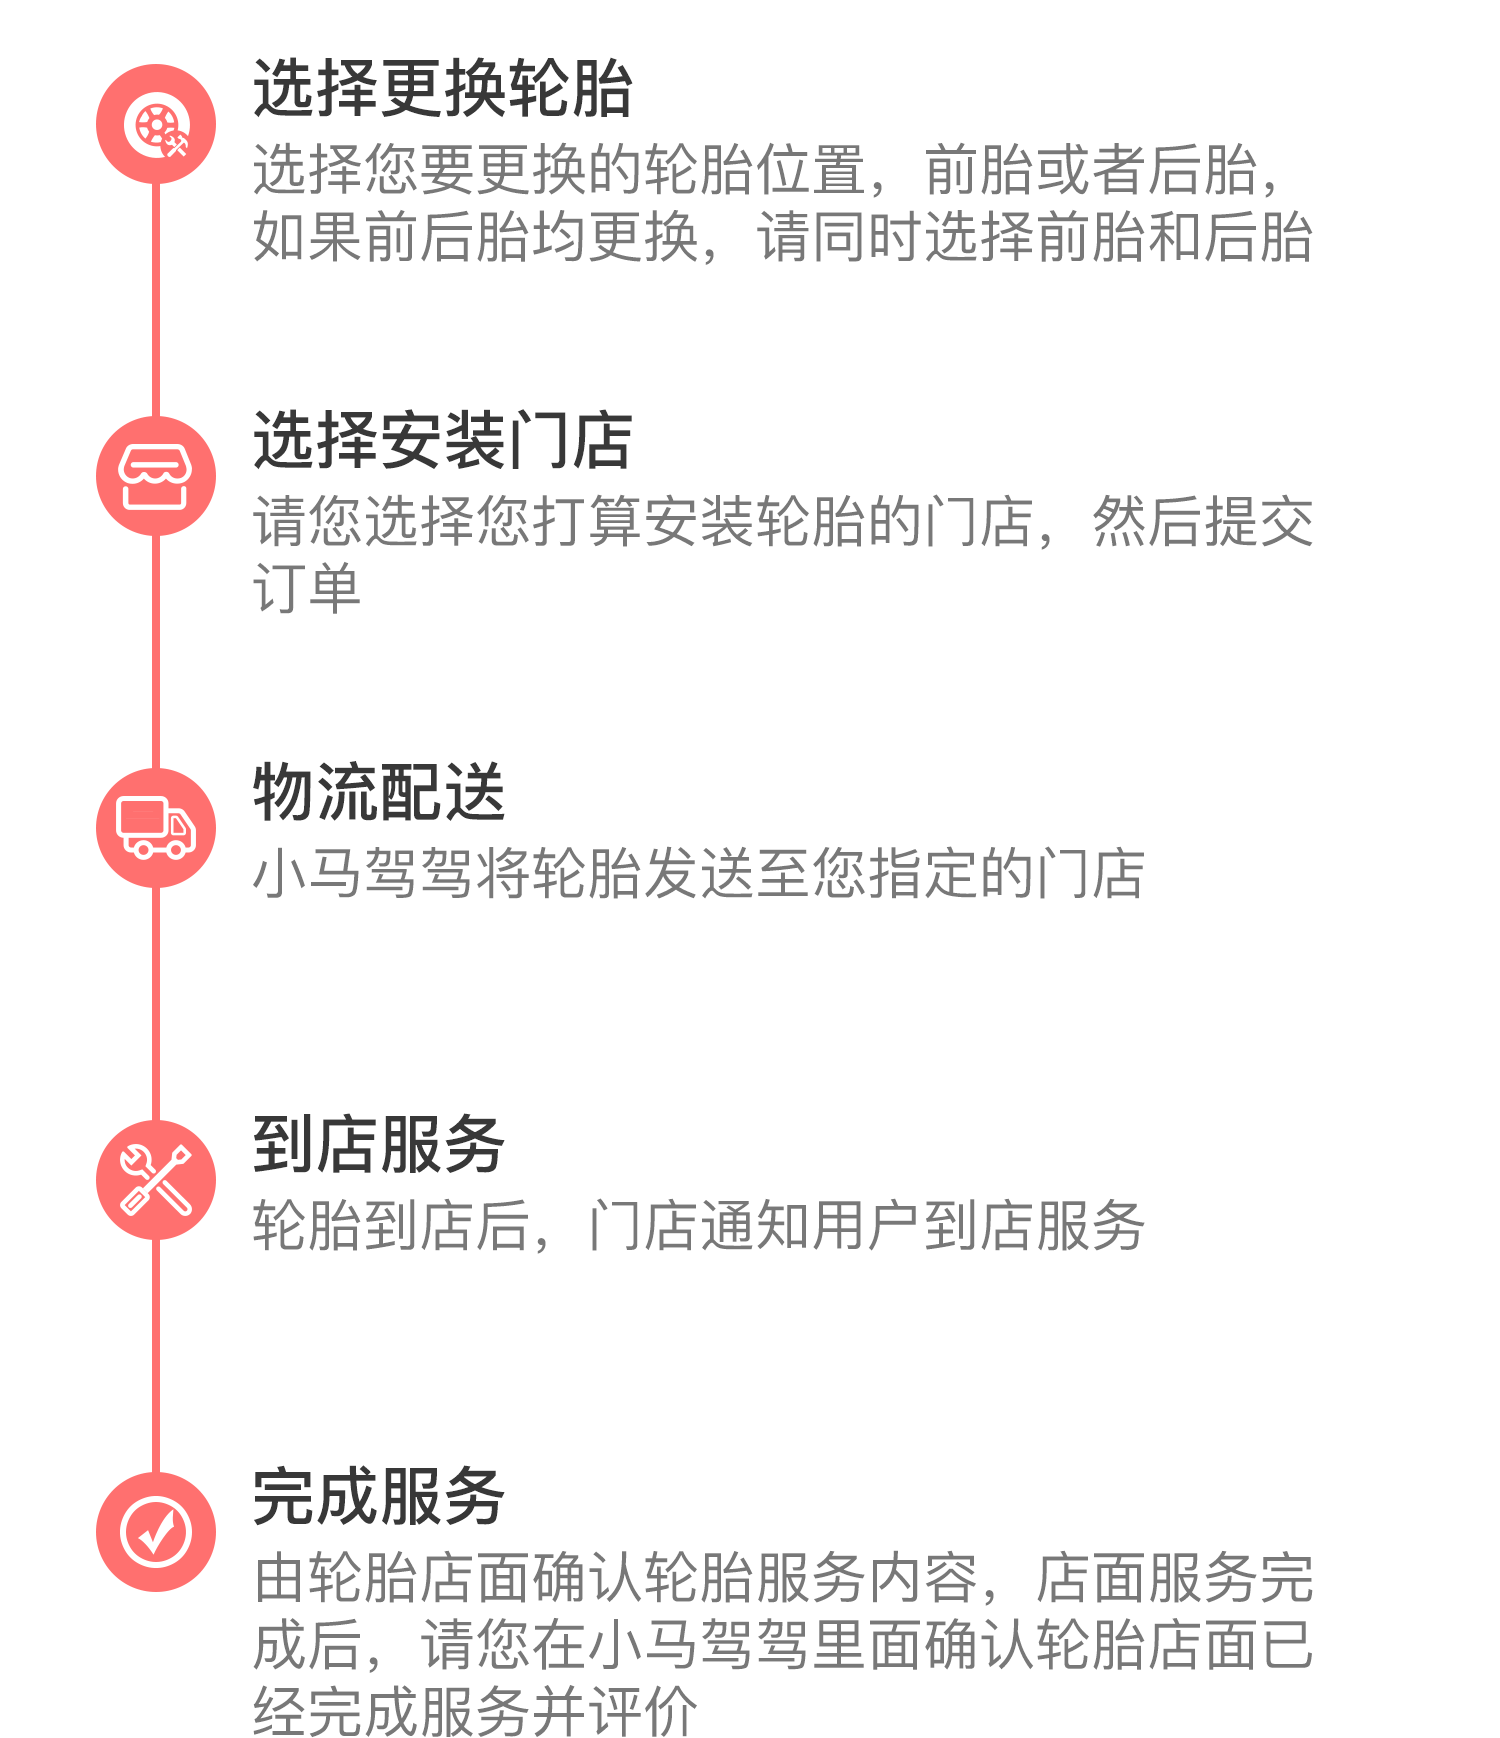 选择更换轮胎
选择您要更换的轮胎位置，前胎或者后胎，
如果前后胎均更换，请同时选择前胎和后胎
选择安装门店
请您选择您打算安装轮胎的门店，然后提交
订单
物流配送
小马驾驾将轮胎发送至您指定的门店
到店服务
轮胎到店后，门店通知用户到店服务
完成服务
由轮胎店面确认轮胎服务内容，店面服务完
成后，请您在小马驾驾里面确认轮胎店面已
经完成服务并评价